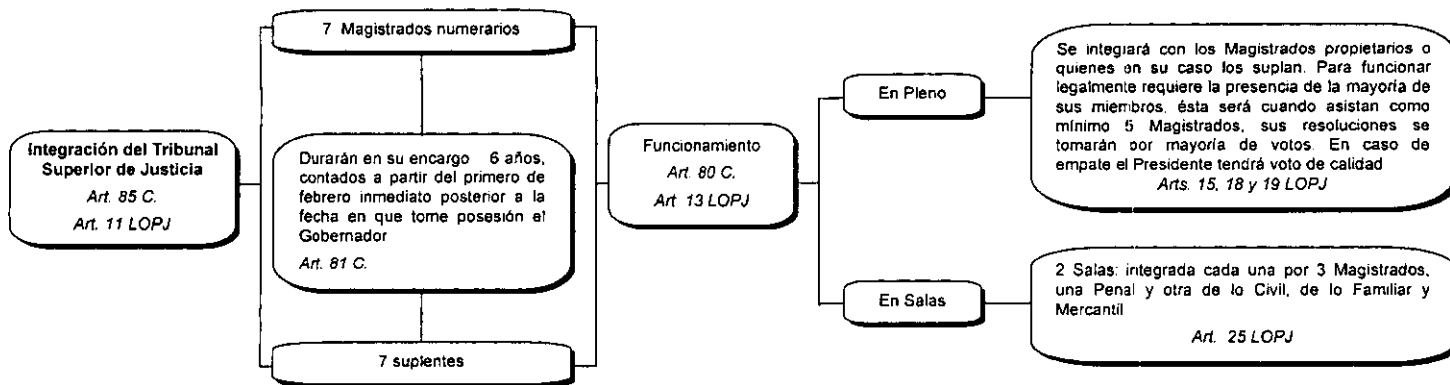 Integración del Tribunal
Superior de Justicia
Art. 85 C.
Art. 11 LOPJ
7 Magistrados numerarios
Durarán en su encargo 6 años,
contados a partir del primero de
febrero inmediato posterior a la
fecha en que tome posesión el
Gobernador
Art. 81 C.
7 suplentes
Funcionamiento
Art. 80 C.
Art 13 LOPJ
En Pleno
Se integrará con los Magistrados propietarios o
quienes en su caso los suplan. Para funcionar
legalmente requiere la presencia de la mayoría de
sus miembros, ésta será cuando asistan como
mínimo 5 Magistrados, sus resoluciones se
tomarán por mayoría de votos. En caso de
empate el Presidente tendrá voto de calidad
Arts. 15, 18 y 19 LOPJ
En Salas
2 Salas: integrada cada una por 3 Magistrados,
una Penal y otra de lo Civil, de lo Familiar y
Mercantil
Art. 25 LOPJ